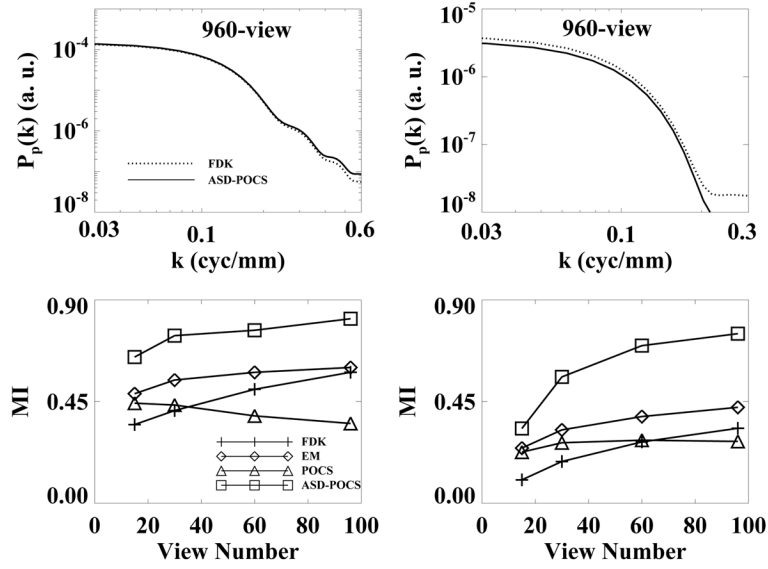 960-view
10^-4
10^-6
10^-8
P_p(k) (a. u.)
FDK
ASD-POCS
0.03
0.1
0.6
k (cyc/mm)
960-view
10^-5
10^-6
10^-7
10^-8
P_p(k) (a. u.)
0.03
0.1
0.3
k (cyc/mm)
0.90
0.45
0.00
MI
FDK
EM
POCS
ASD-POCS
0 20 40 60 80 100
View Number
0.90
0.45
0.00
MI
0 20 40 60 80 100
View Number